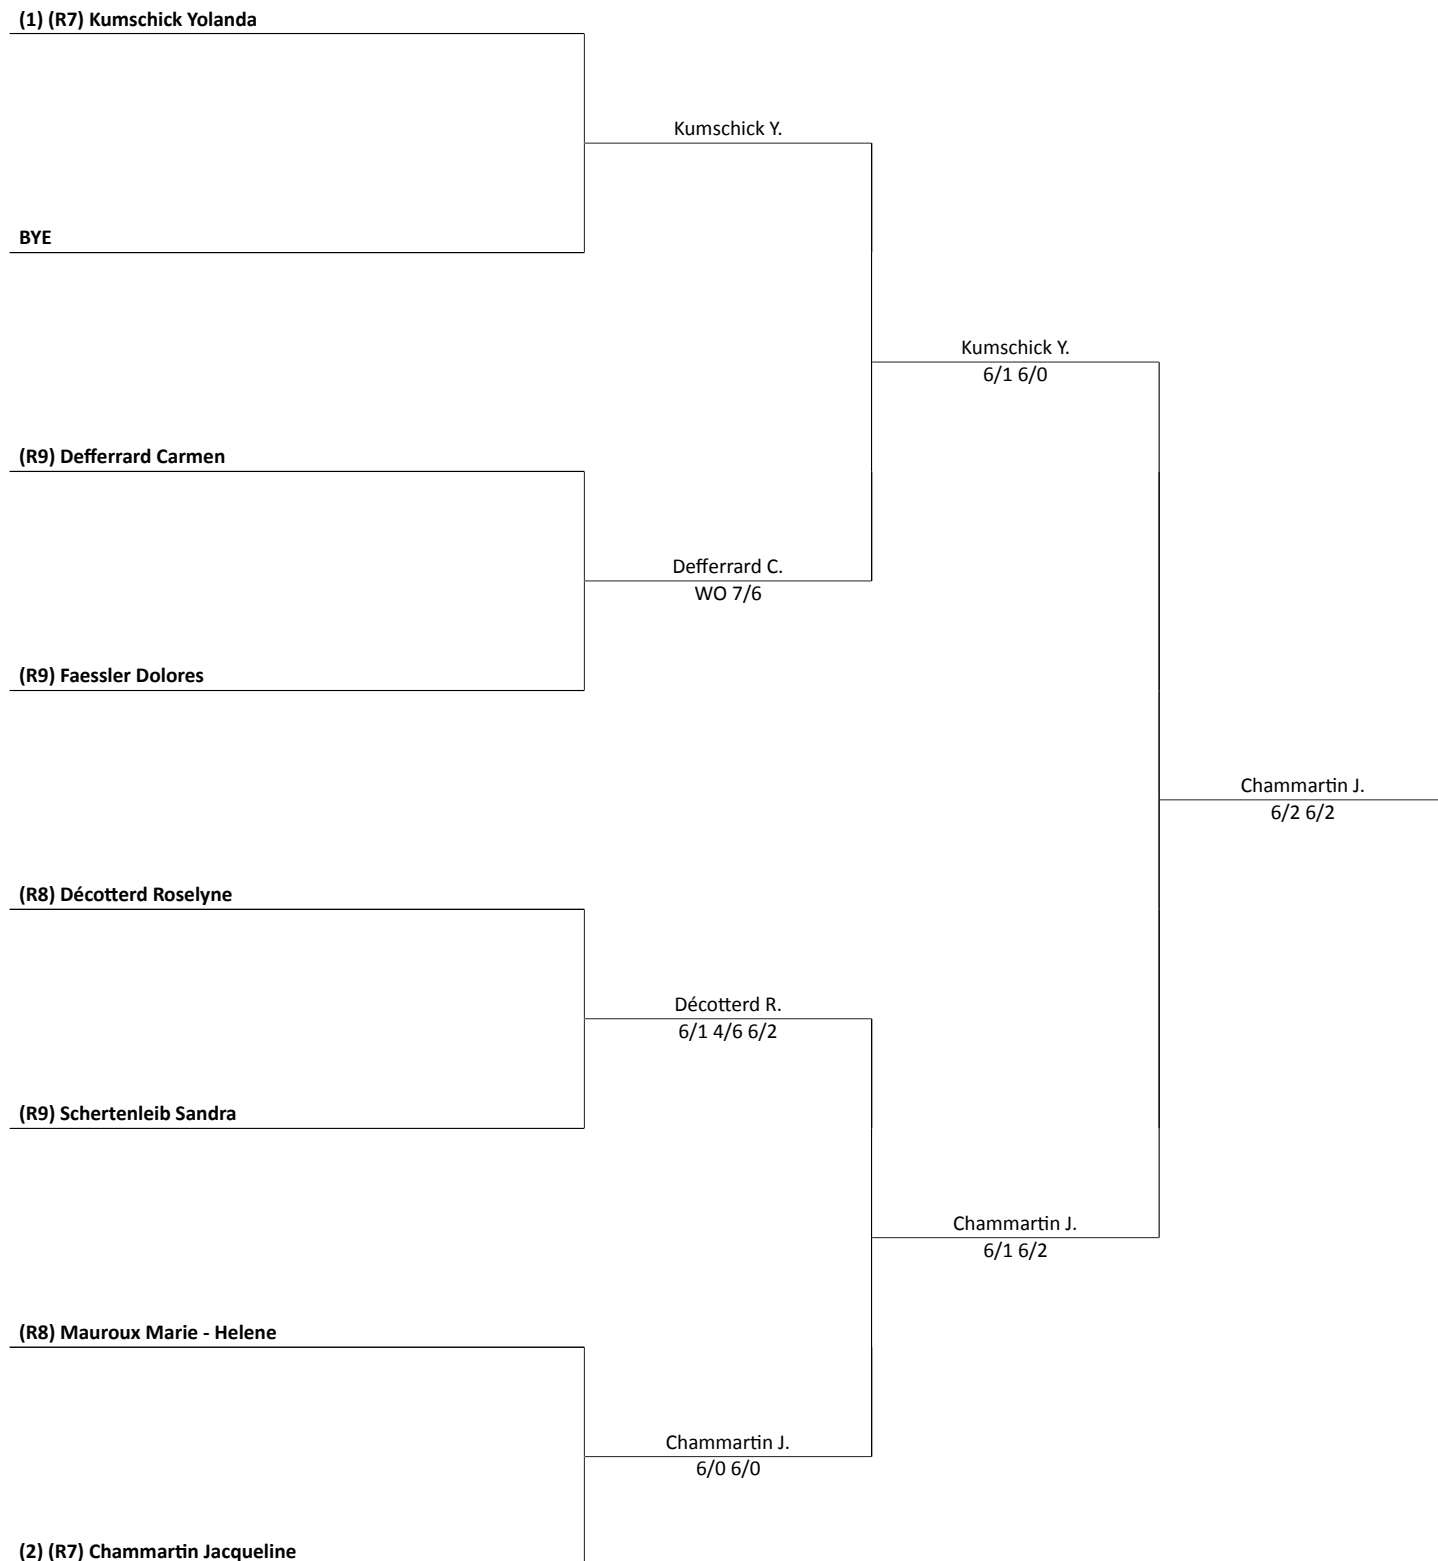 (1) (R7) Kumschick Yolanda
Kumschick Y.
BYE
Kumschick Y.
6/1 6/0
(R9) Defferrard Carmen
Defferrard C.
WO 7/6
(R9) Faessler Dolores
Chammartin J.
6/2 6/2
(R8) Décotterd Roselyne
Décotterd R.
6/1 4/6 6/2
(R9) Schertenleib Sandra
Chammartin J.
6/1 6/2
(R8) Mauroux Marie - Helene
Chammartin J.
6/0 6/0
(2) (R7) Chammartin Jacqueline